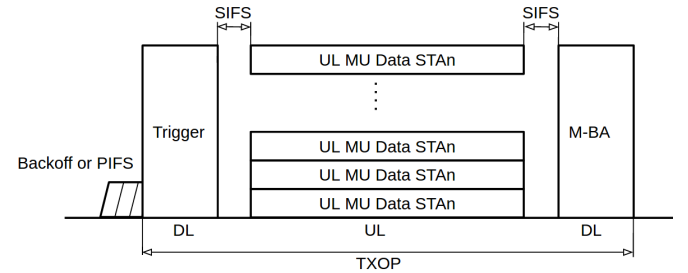 SIFS
SIFS
UL MU Data STAn
Trigger
M-BA
UL MU Data STAn
Backoff or PIFS
UL MU Data STAn
UL MU Data STAn
DL
UL
DL
TXOP